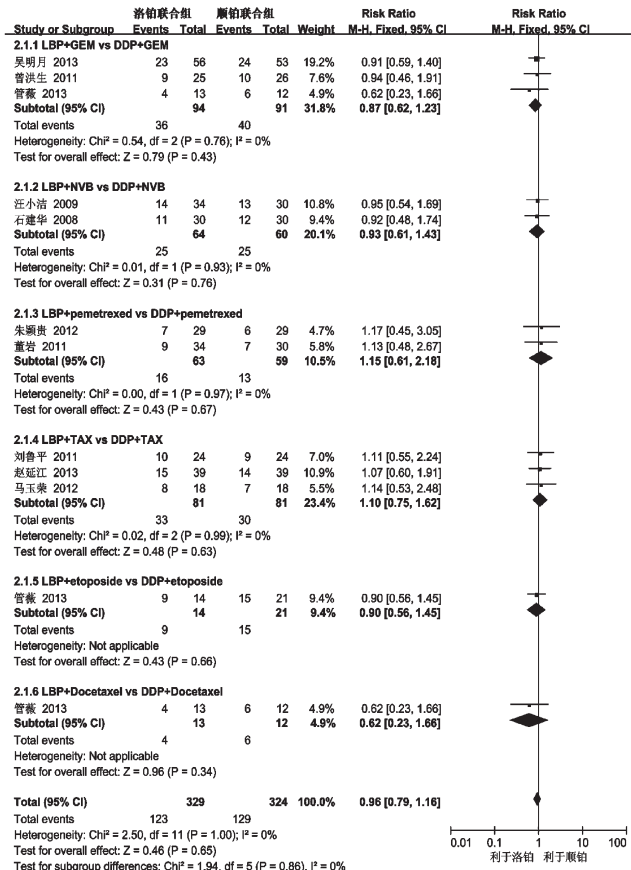 洛铂联合组 顺铂联合组 Risk Ratio Risk Ratio
Study or Subgroup Events Total Events Total Weight M-H, Fixed, 95% CI M-H, Fixed, 95% CI
2.1.1 LBP+GEM vs DDP+GEM
吴明月 2013 23 56 24 53 19.2% 0.91 [0.59, 1.40]
曾洪生 2011 9 25 10 26 8.0% 0.94 [0.46, 1.91]
管薇 2013 4 13 6 12 4.7% 0.62 [0.23, 1.66]
Subtotal (95% CI) 94 91 31.8% 0.87 [0.62, 1.23]
Total events 36 40
Heterogeneity: Chi² = 0.54, df = 2 (P = 0.76); I² = 0%
Test for overall effect: Z = 0.79 (P = 0.43)
2.1.2 LBP+NVB vs DDP+NVB
汪小洁 2009 14 34 13 30 10.8% 0.95 [0.54, 1.69]
石建华 2008 11 30 12 30 9.4% 0.92 [0.48, 1.74]
Subtotal (95% CI) 64 60 20.1% 0.93 [0.61, 1.43]
Total events 25 25
Heterogeneity: Chi² = 0.01, df = 1 (P = 0.93); I² = 0%
Test for overall effect: Z = 0.31 (P = 0.76)
2.1.3 LBP+pemetrexed vs DDP+pemetrexed
朱颖贵 2012 7 29 6 29 4.7% 1.17 [0.45, 3.05]
董岩 2011 9 34 7 30 5.8% 1.13 [0.48, 2.67]
Subtotal (95% CI) 63 59 10.5% 1.15 [0.61, 2.18]
Total events 16 13
Heterogeneity: Chi² = 0.00, df = 1 (P = 0.97); I² = 0%
Test for overall effect: Z = 0.43 (P = 0.67)
2.1.4 LBP+TAX vs DDP+TAX
刘鲁平 2011 10 24 9 24 7.0% 1.11 [0.55, 2.24]
赵延江 2013 15 39 14 39 10.9% 1.07 [0.60, 1.91]
马玉荣 2012 8 18 7 18 5.5% 1.14 [0.53, 2.48]
Subtotal (95% CI) 81 81 23.4% 1.10 [0.75, 1.62]
Total events 33 30
Heterogeneity: Chi² = 0.02, df = 2 (P = 0.99); I² = 0%
Test for overall effect: Z = 0.48 (P = 0.63)
2.1.5 LBP+etoposide vs DDP+etoposide
管薇 2013 9 14 15 21 9.4% 0.90 [0.56, 1.45]
Subtotal (95% CI) 14 21 9.4% 0.90 [0.56, 1.45]
Total events 9 15
Heterogeneity: Not applicable
Test for overall effect: Z = 0.43 (P = 0.66)
2.1.6 LBP+Docetaxel vs DDP+Docetaxel
管薇 2013 4 13 6 12 4.9% 0.62 [0.23, 1.66]
Subtotal (95% CI) 13 12 4.9% 0.62 [0.23, 1.66]
Total events 4 6
Heterogeneity: Not applicable
Test for overall effect: Z = 0.96 (P = 0.34)
Total (95% CI) 329 324 100.0% 0.96 [0.79, 1.16]
Total events 123 129
Heterogeneity: Chi² = 2.50, df = 11 (P = 1.00); I² = 0%
Test for overall effect: Z = 0.46 (P = 0.65)
Test for subgroup differences: Chi² = 1.94, df = 5 (P = 0.86), I² = 0%
0.01 0.1 1 10 100
利于洛铂 利于顺铂